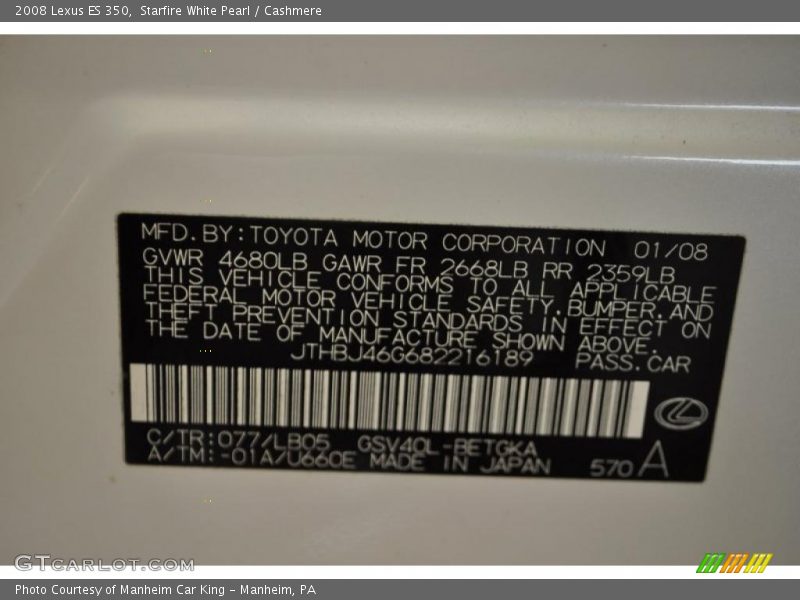 2008 Lexus ES 350,  Starfire White Pearl / Cashmere
MFD.BY:TOYOTA MOTOR CORPORATION 01/08
GVWR 4680LB GAWR FR 2668LB RR 2359LB
THIS VEHICLE CONFORMS TO ALL APPLICABLE
FEDERAL MOTOR VEHICLE SAFETY.BUMPER.AND
THEFT PREVENTION STANDARDS IN EFFECT ON
THE DATE OF MANUFACTURE SHOWN ABOVE.
JTHBJ46G682216189 PASS.CAR
C/TR:077/LB05 GSV40L-BETGKA
A/TM:-01A/U660E MADE IN JAPAN 570 A
GTCARLOT.COM
Photo Courtesy of Manheim Car King - Manheim, PA